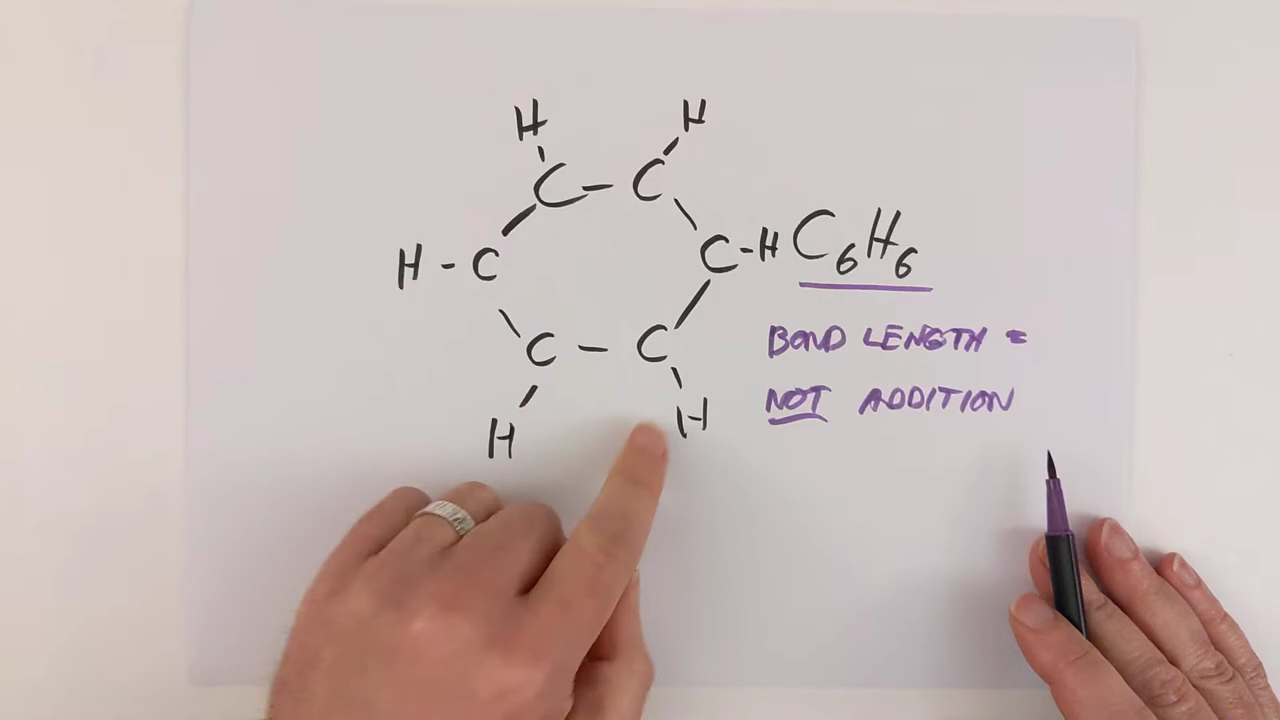 H H
C - C
H - C C - H
C - C
H H
C₆H₆
BOND LENGTH =
NOT ADDITION